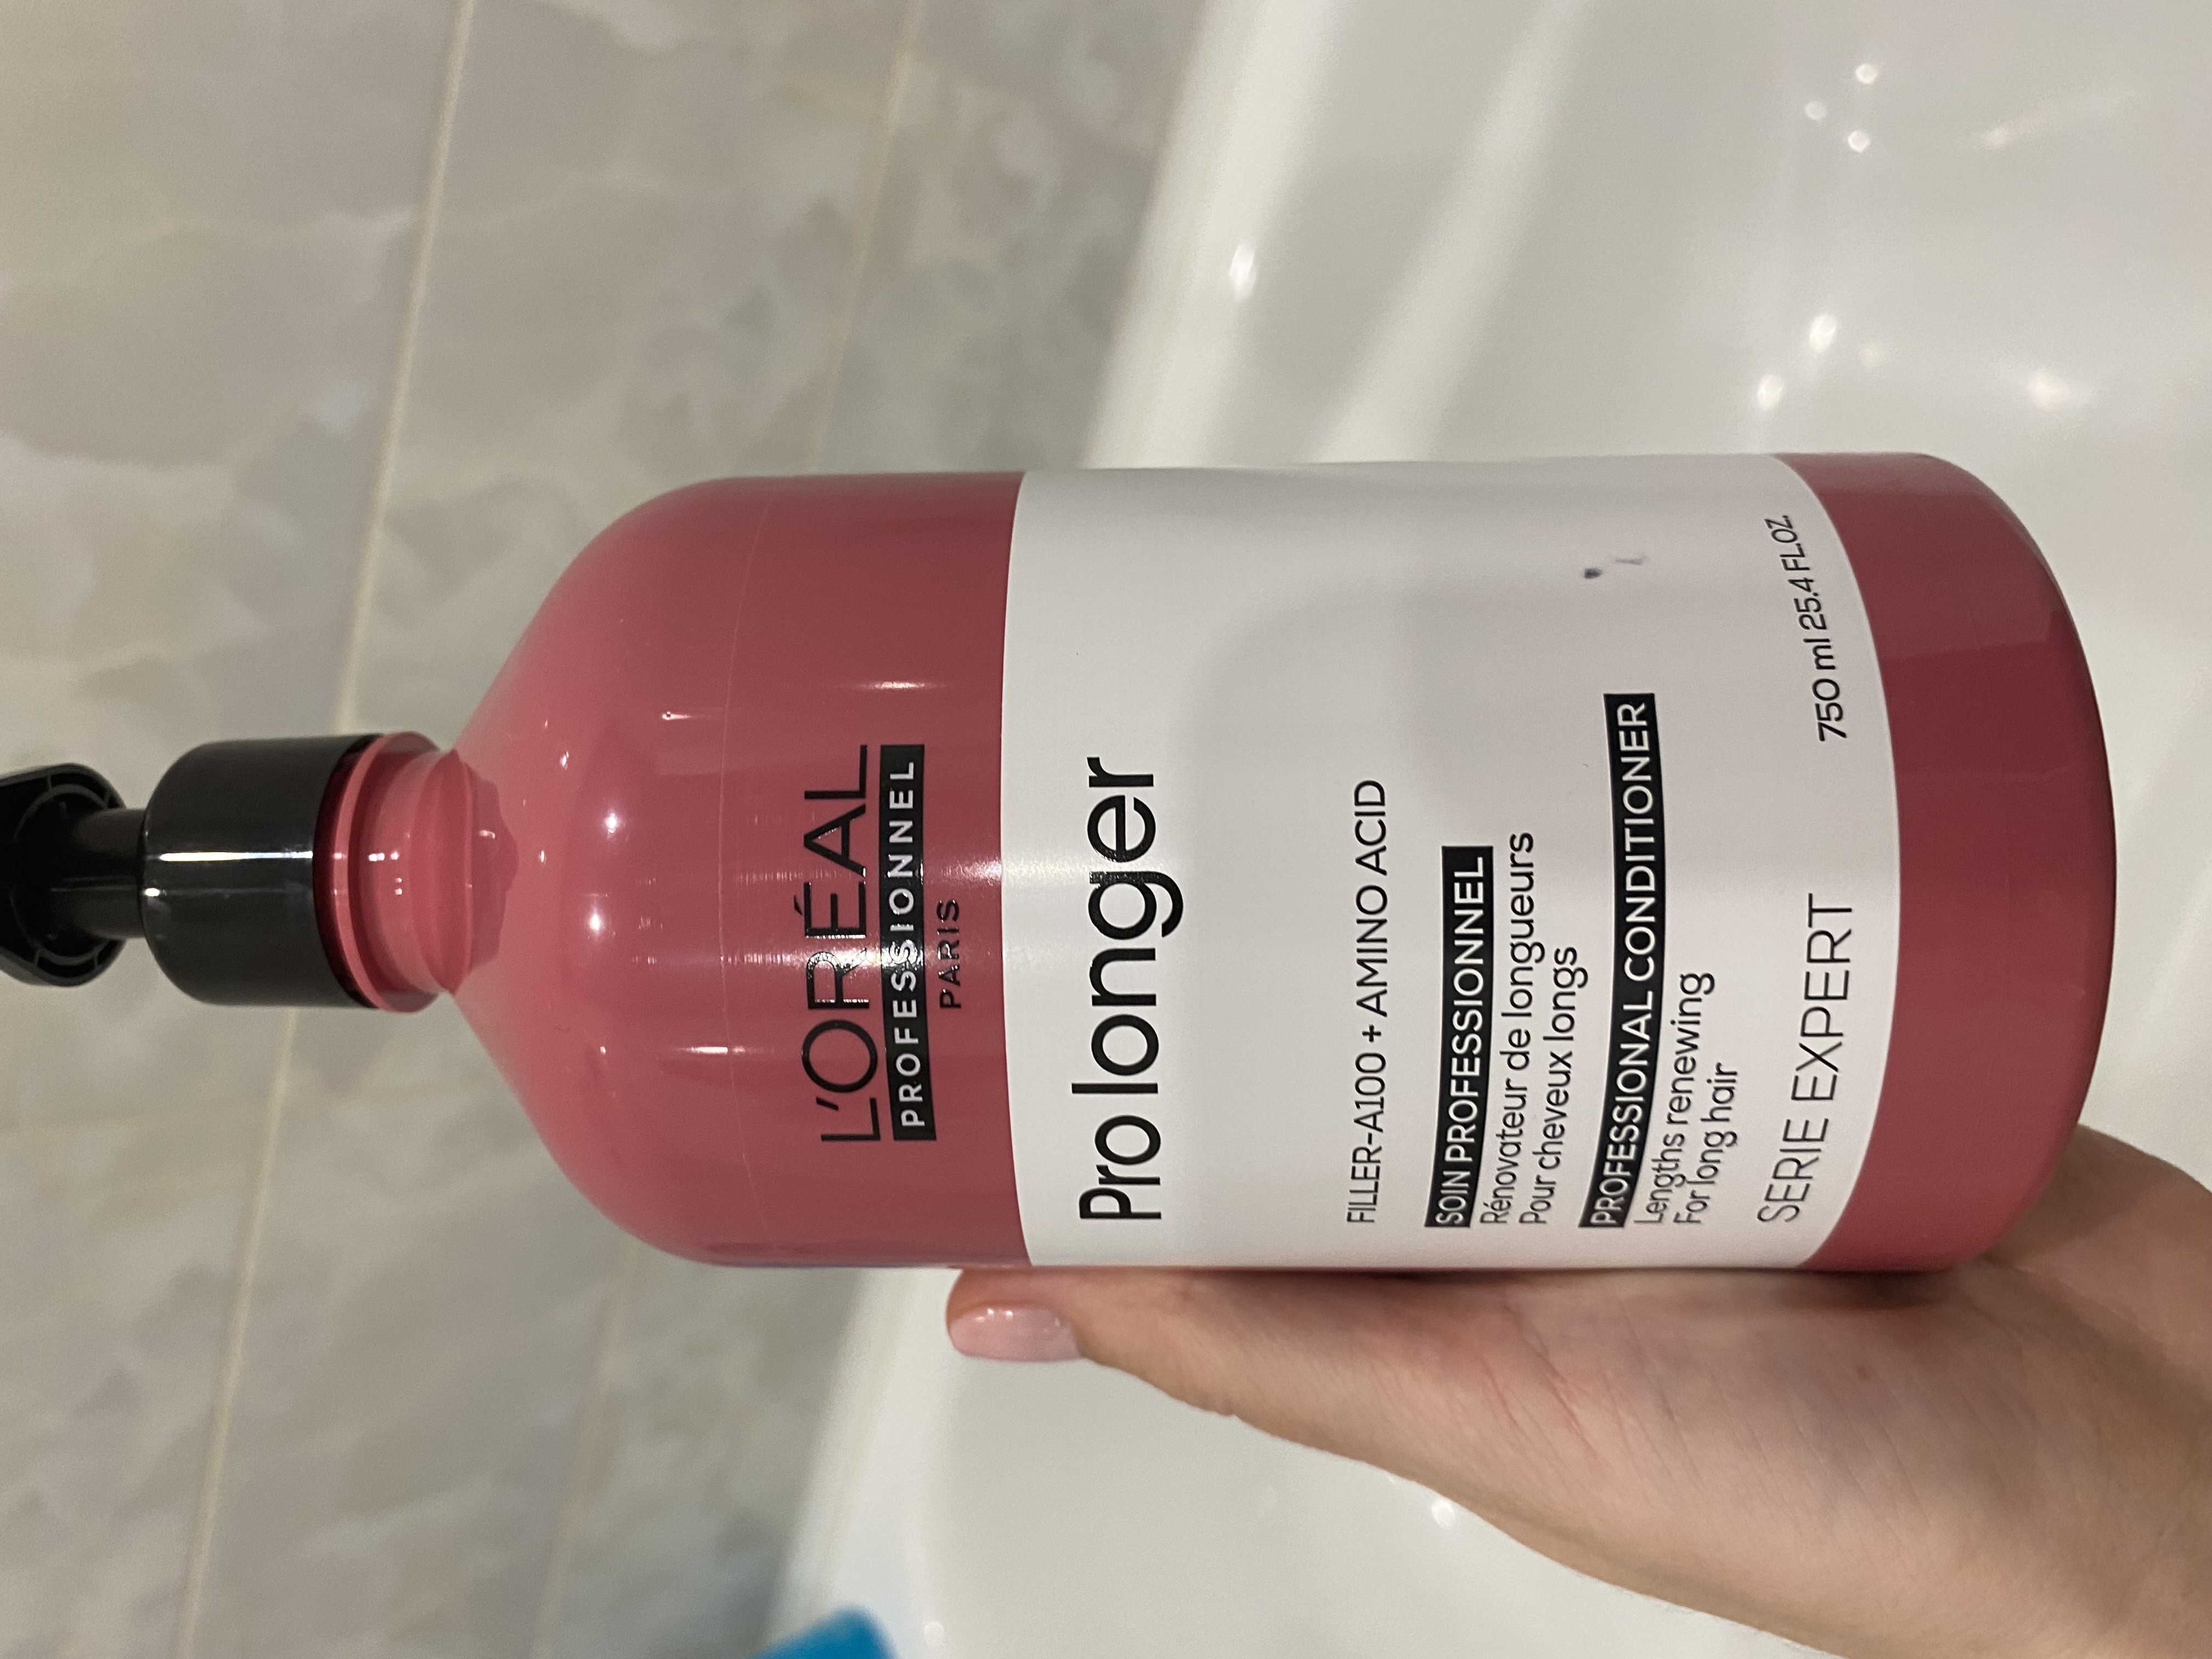 L'ORÉAL
PROFESSIONNEL
PARIS
Pro longer
FILLER-A100 + AMINO ACID
SOIN PROFESSIONNEL
Rénovateur de longueurs
Pour cheveux longs
PROFESSIONAL CONDITIONER
Lengths renewing
For long hair
SERIE EXPERT
750 ml 25.4 FL.OZ.